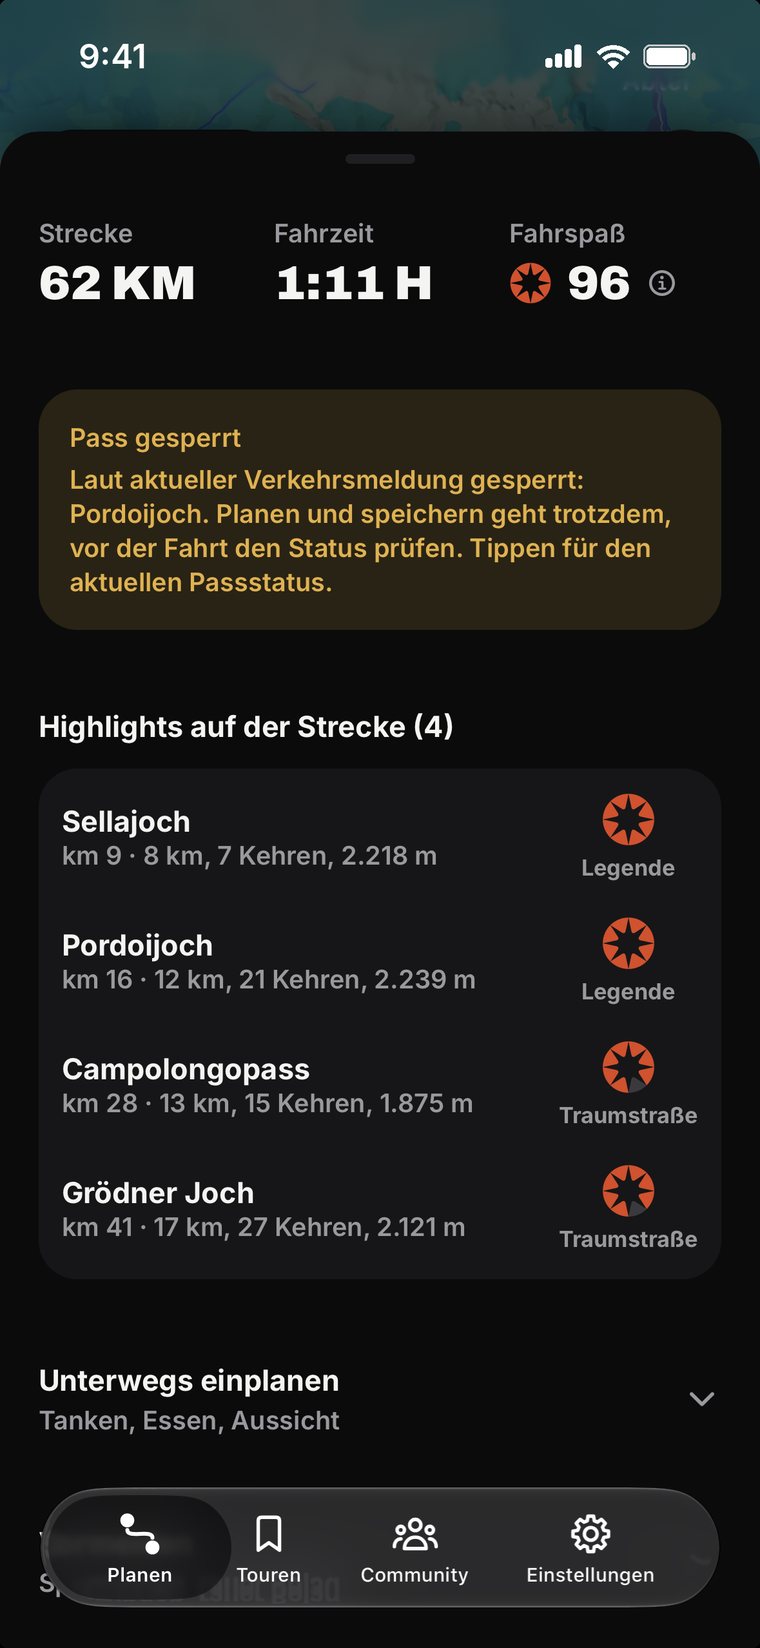 9:41
Strecke
Fahrzeit
Fahrspaß
62 KM
1:11 H
96
Pass gesperrt
Laut aktueller Verkehrsmeldung gesperrt:
Pordoijoch. Planen und speichern geht trotzdem,
vor der Fahrt den Status prüfen. Tippen für den
aktuellen Passstatus.
Highlights auf der Strecke (4)
Sellajoch
km 9 · 8 km, 7 Kehren, 2.218 m
Legende
Pordoijoch
km 16 · 12 km, 21 Kehren, 2.239 m
Legende
Campolongopass
km 28 · 13 km, 15 Kehren, 1.875 m
Traumstraße
Grödner Joch
km 41 · 17 km, 27 Kehren, 2.121 m
Traumstraße
Unterwegs einplanen
Tanken, Essen, Aussicht
Planen
Touren
Community
Einstellungen